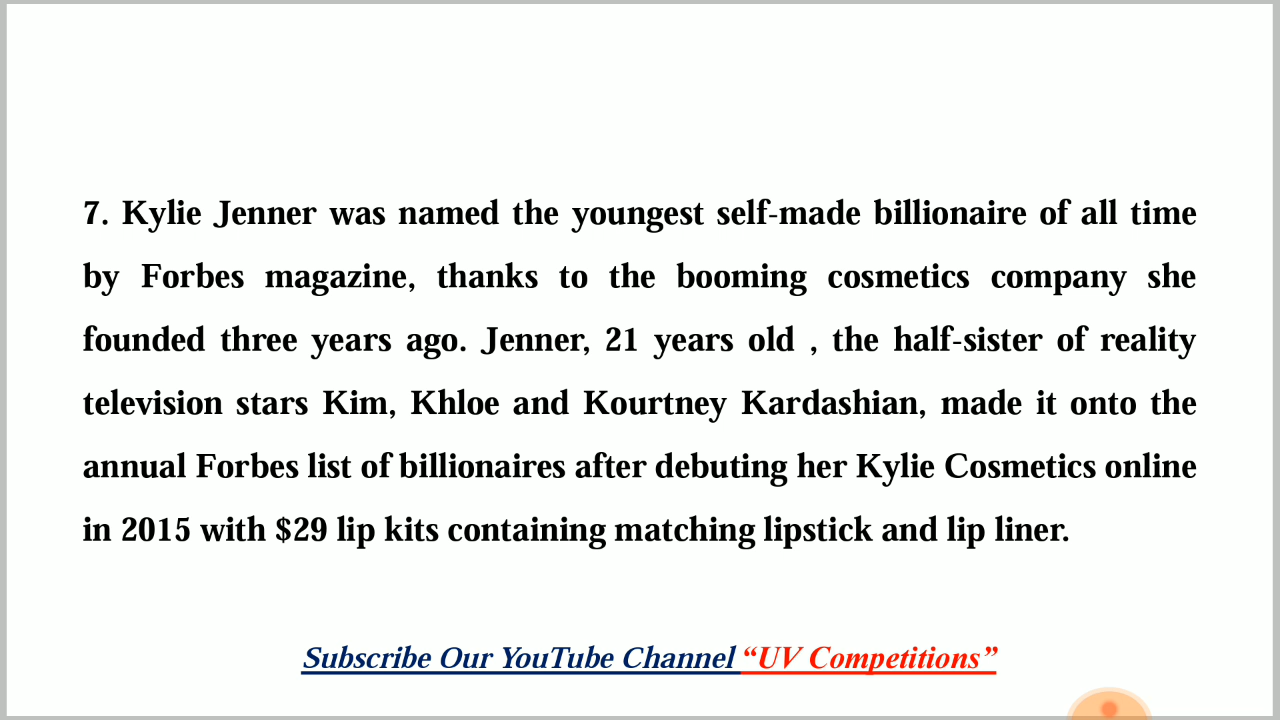 7. Kylie Jenner was named the youngest self-made billionaire of all time
by Forbes magazine, thanks to the booming cosmetics company she
founded three years ago. Jenner, 21 years old , the half-sister of reality
television stars Kim, Khloe and Kourtney Kardashian, made it onto the
annual Forbes list of billionaires after debuting her Kylie Cosmetics online
in 2015 with $29 lip kits containing matching lipstick and lip liner.
Subscribe Our YouTube Channel “UV Competitions”